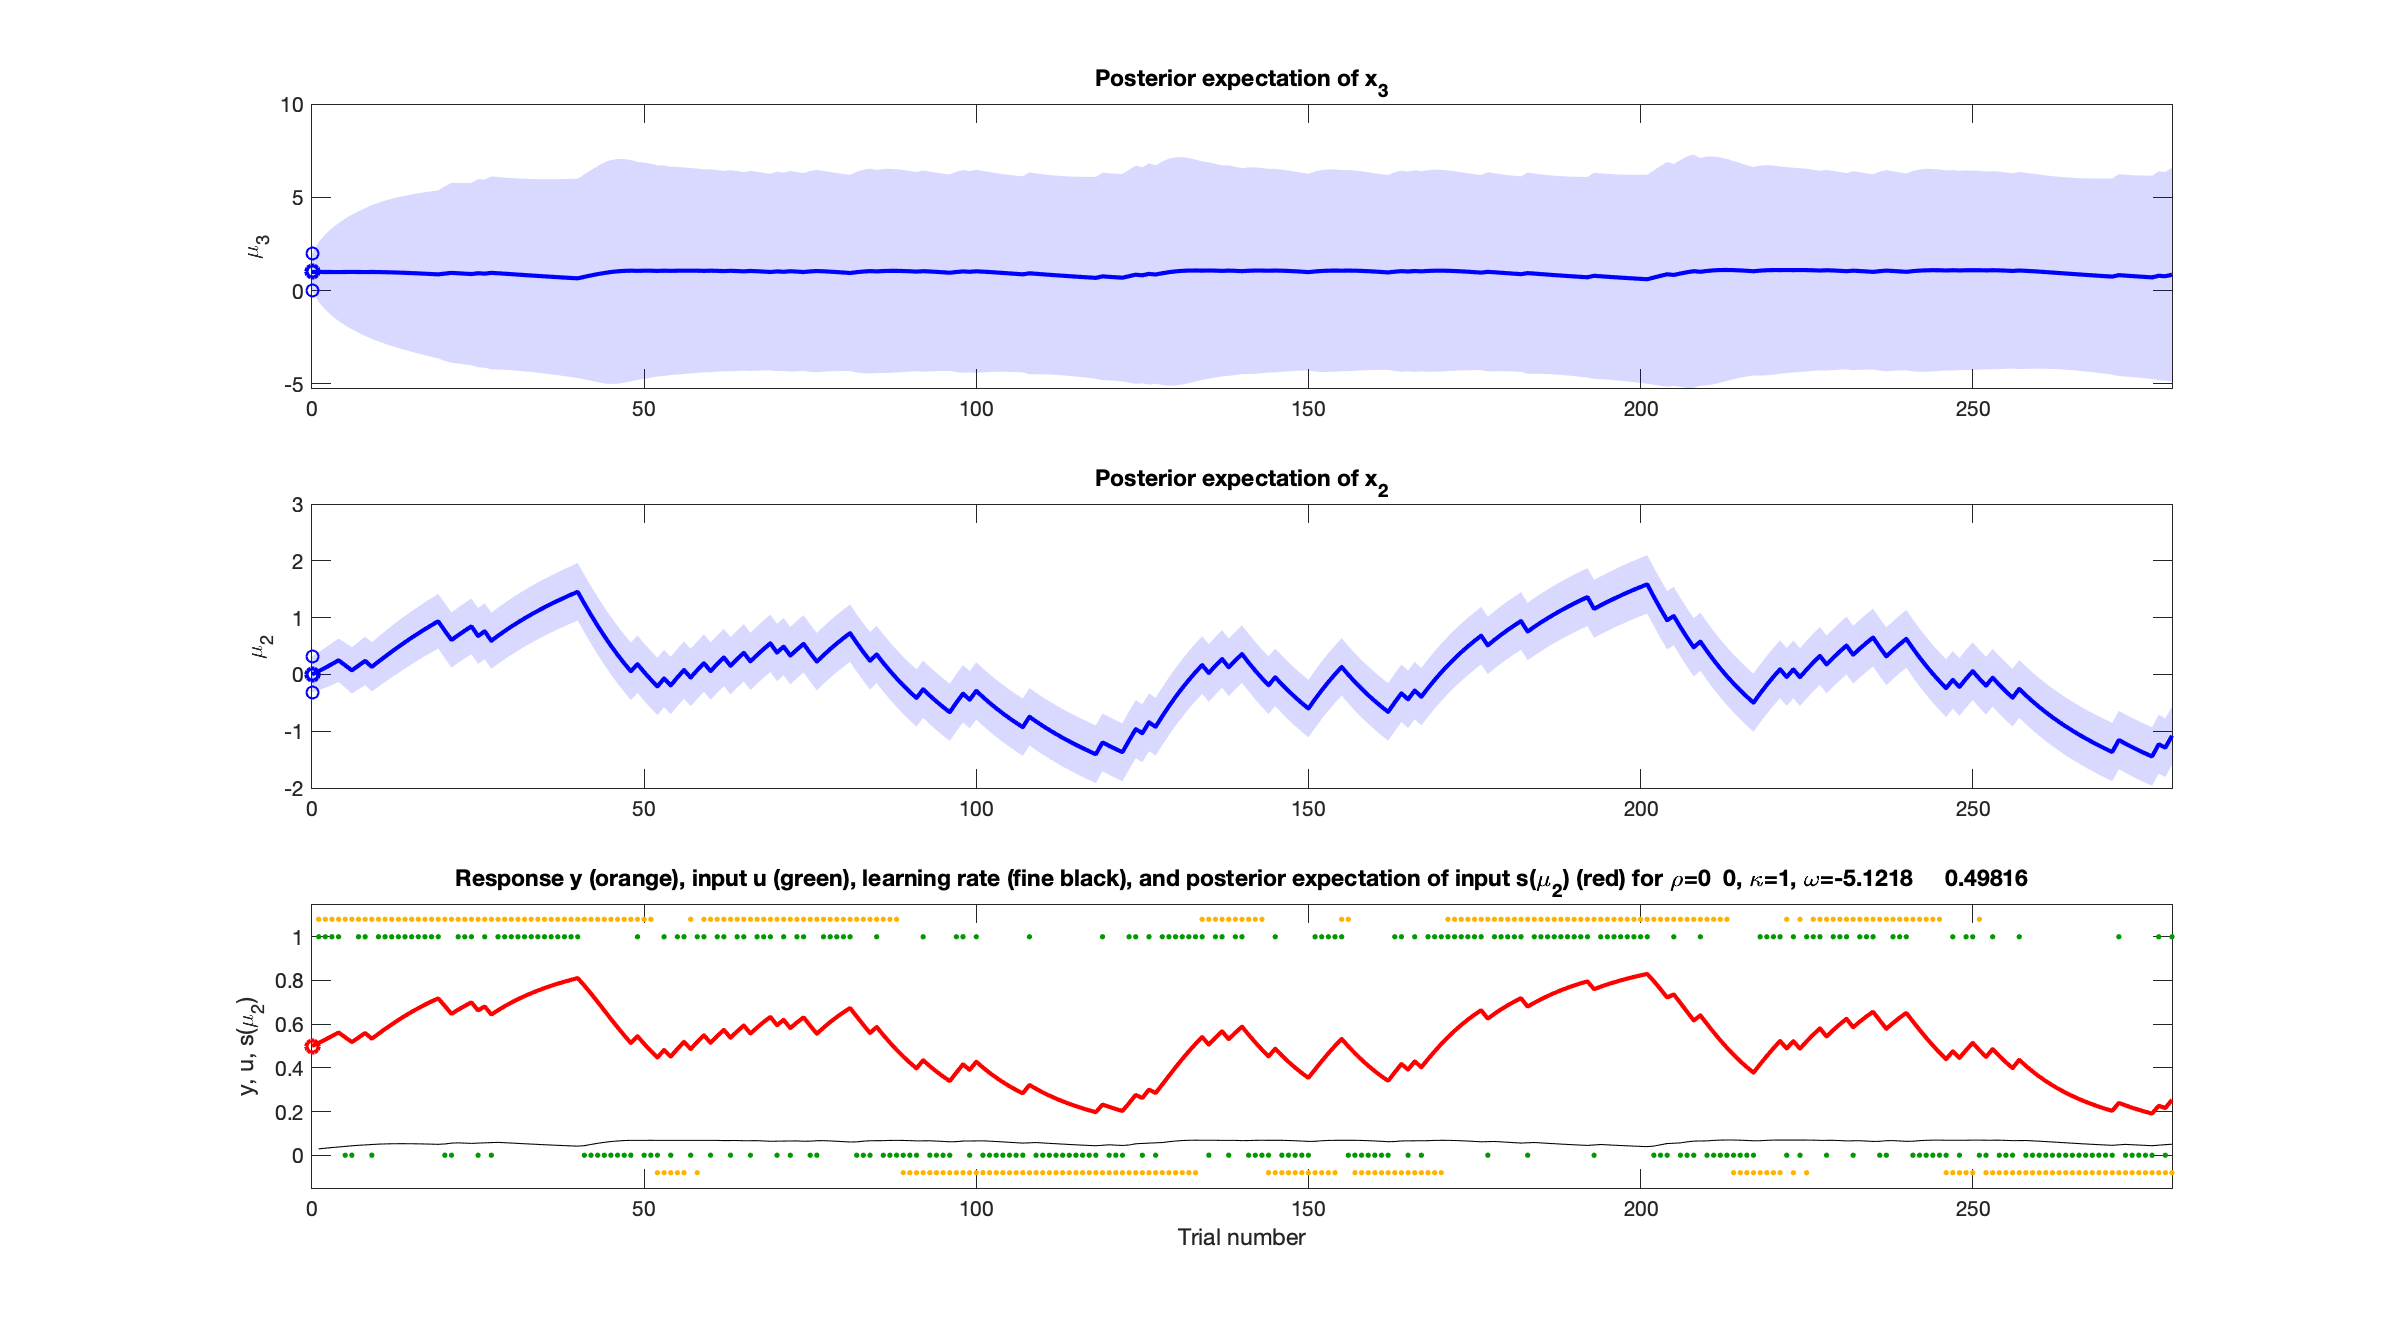 Posterior expectation of x3
10
5
0
-5
μ3
0 50 100 150 200 250
Posterior expectation of x2
3
2
1
0
-1
-2
μ2
0 50 100 150 200 250
Response y (orange), input u (green), learning rate (fine black), and posterior expectation of input s(μ2) (red) for ρ=0 0, κ=1, ω=-5.1218 0.49816
1
0.8
0.6
0.4
0.2
0
y, u, s(μ2)
0 50 100 150 200 250
Trial number